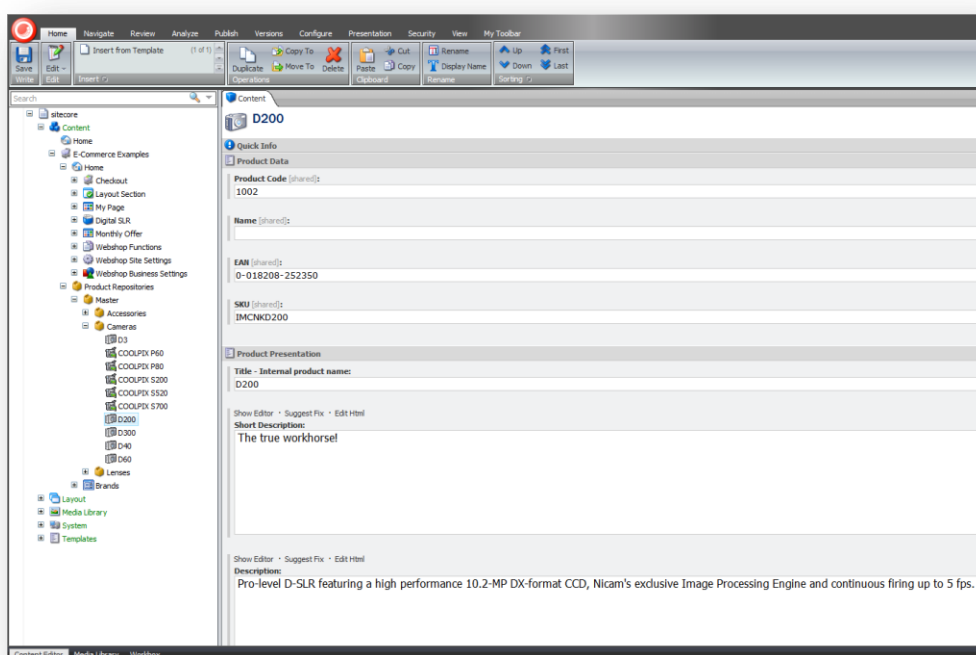 Home Navigate Review Analyze Publish Versions Configure Presentation Security View My Toolbar
Save Edit Insert from Template (1 of 1) Duplicate Copy To Move To Delete Paste Cut Copy Rename Display Name Up Down First Last
Write Edit Insert Operations Clipboard Rename Sorting
Search
Content
sitecore
Content
Home
E-Commerce Examples
Home
Checkout
Layout Section
My Page
Digital SLR
Monthly Offer
Webshop Functions
Webshop Site Settings
Webshop Business Settings
Product Repositories
Master
Accessories
Cameras
D3
COOLPIX P60
COOLPIX P80
COOLPIX S200
COOLPIX S520
COOLPIX S700
D200
D300
D40
D60
Lenses
Brands
Layout
Media Library
System
Templates
D200
Quick Info
Product Data
Product Code [shared]:
1002
Name [shared]:
EAN [shared]:
0-018208-252350
SKU [shared]:
IMCNKD200
Product Presentation
Title - Internal product name:
D200
Show Editor · Suggest Fix · Edit Html
Short Description:
The true workhorse!
Show Editor · Suggest Fix · Edit Html
Description:
Pro-level D-SLR featuring a high performance 10.2-MP DX-format CCD, Nicam's exclusive Image Processing Engine and continuous firing up to 5 fps.
Content Editor Media Library Workbox